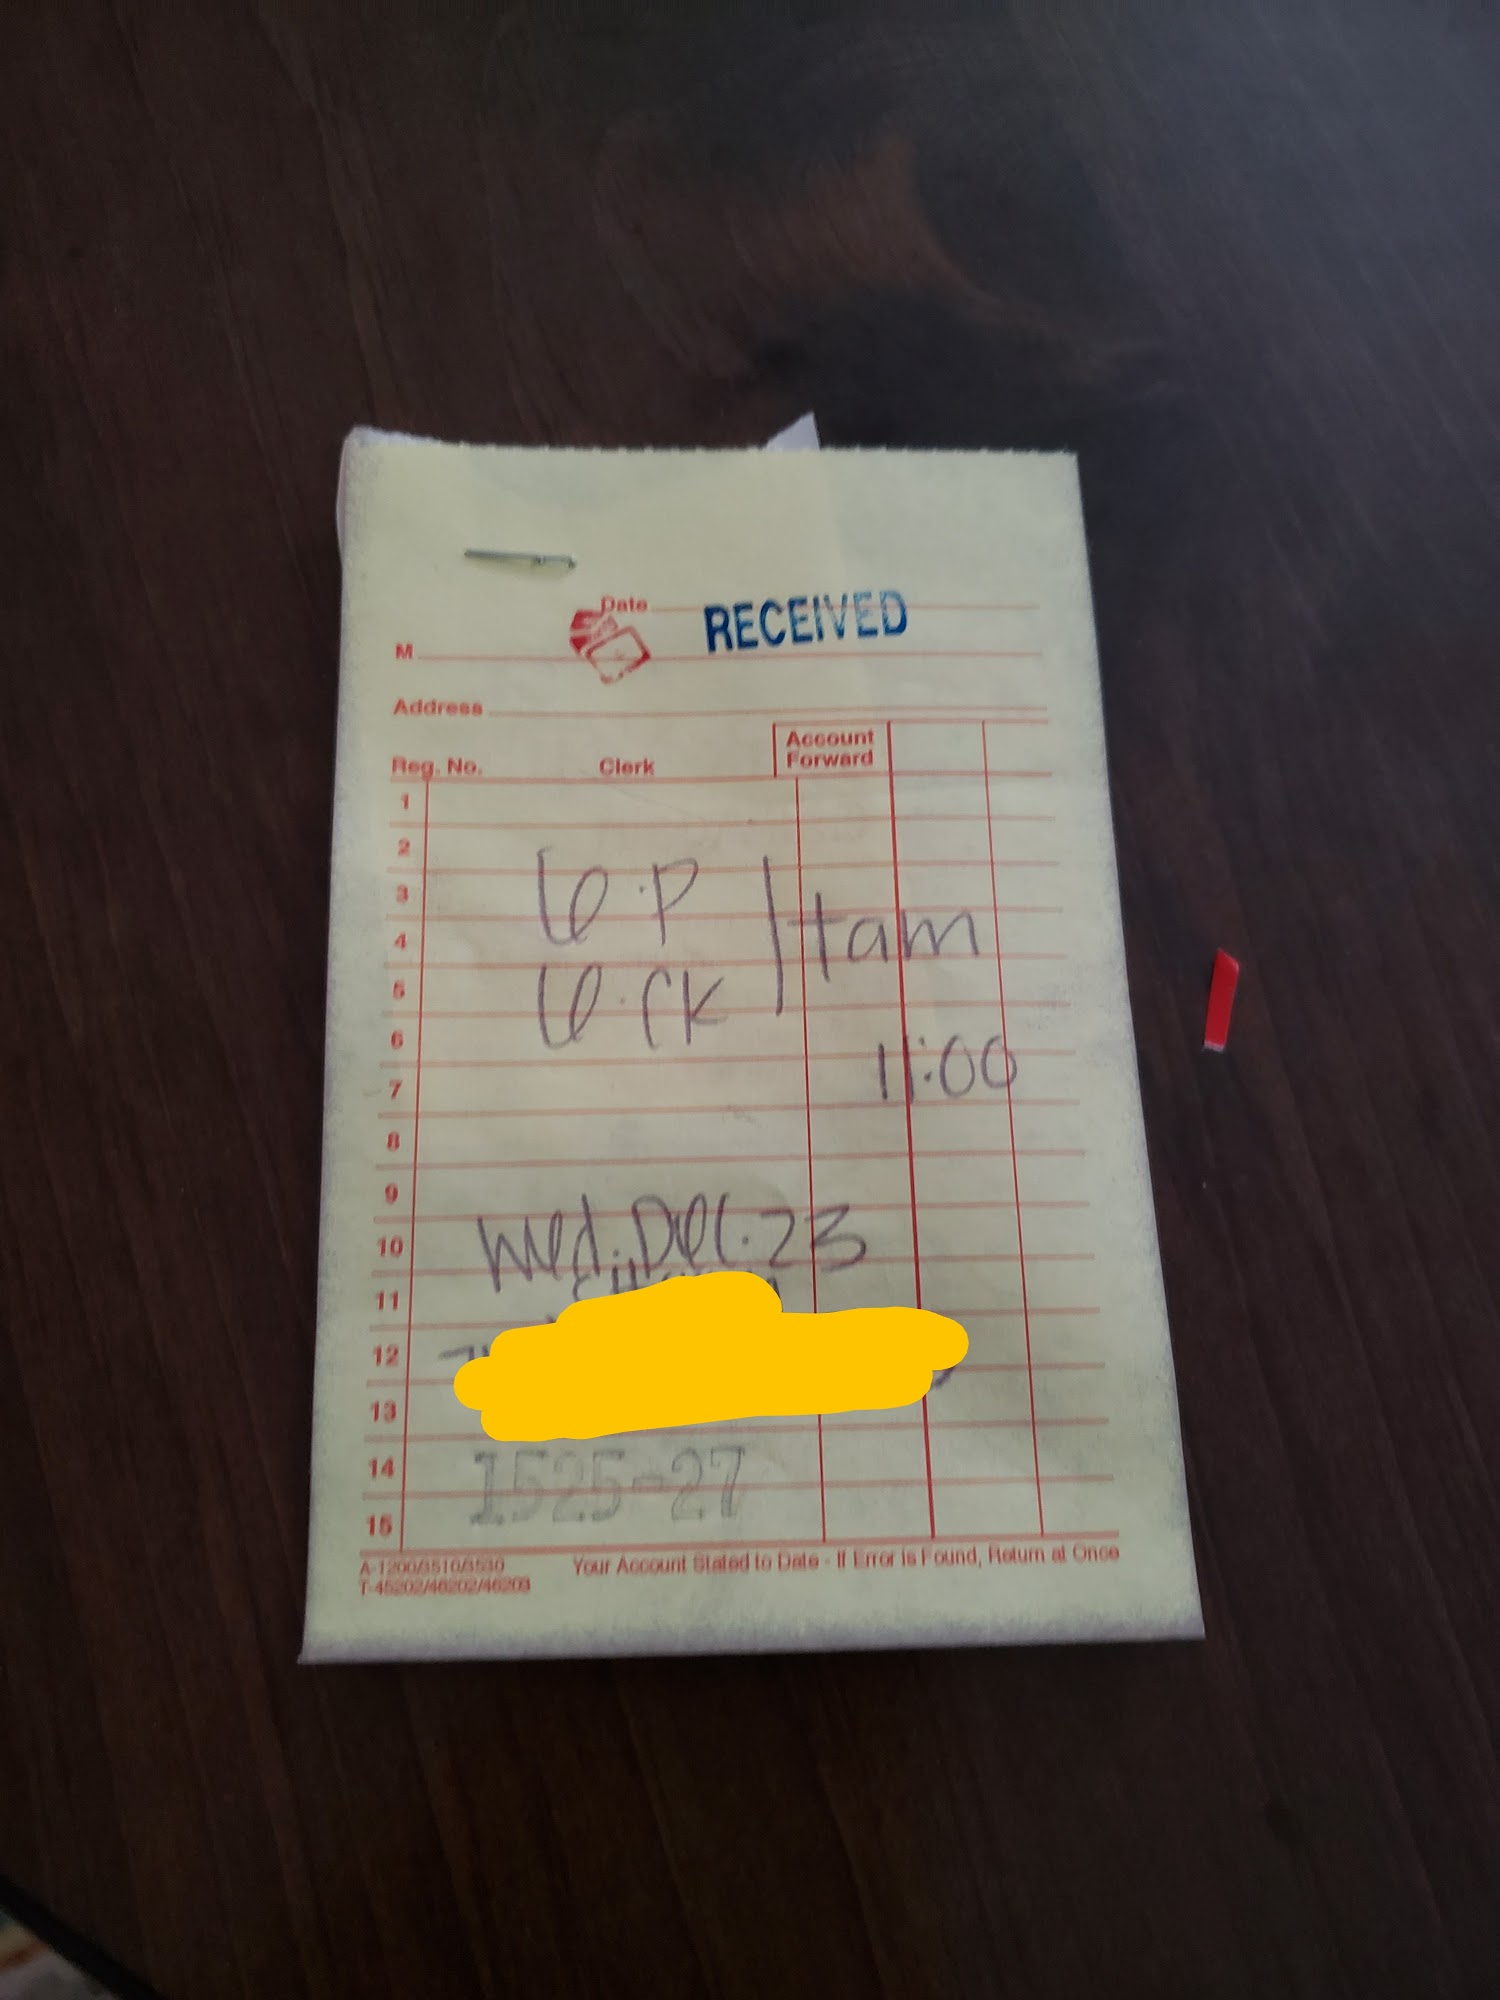 Date RECEIVED
M
Address
Reg. No. Clerk Account Forward
1
2
6.P
3
4
tam
5
6.CK
6
11:00
7
8
9
10 Wed. Dec. 23
11
12
13
14
1525-27
15
A-1200/3510/3530 Your Account Stated to Date - If Error is Found, Return at Once
T-45202/46202/46203